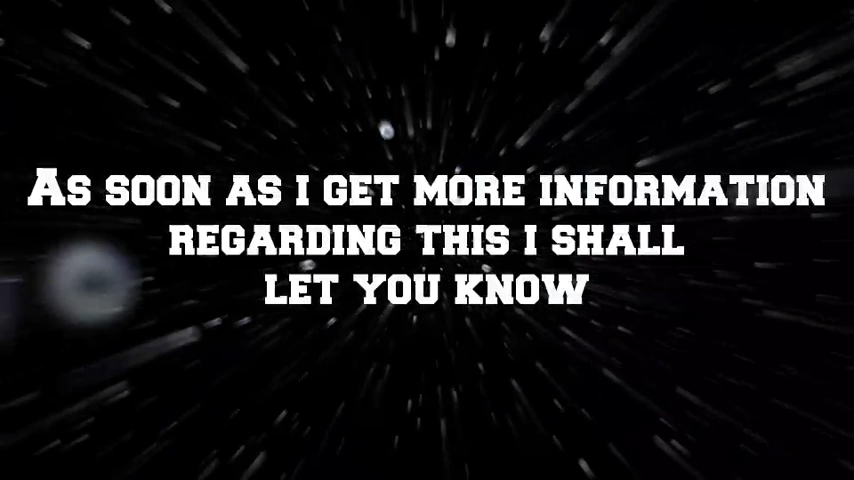 As soon as i get more information
regarding this i shall
let you know